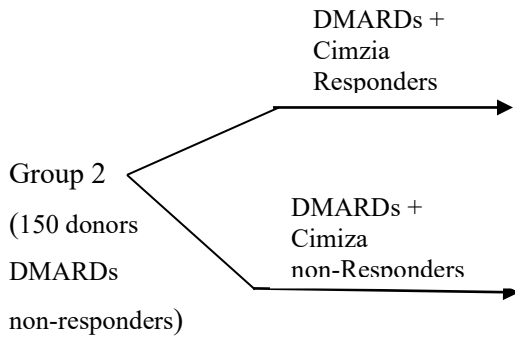 DMARDs +
Cimzia
Responders
Group 2
(150 donors
DMARDs
non-responders)
DMARDs +
Cimiza
non-Responders